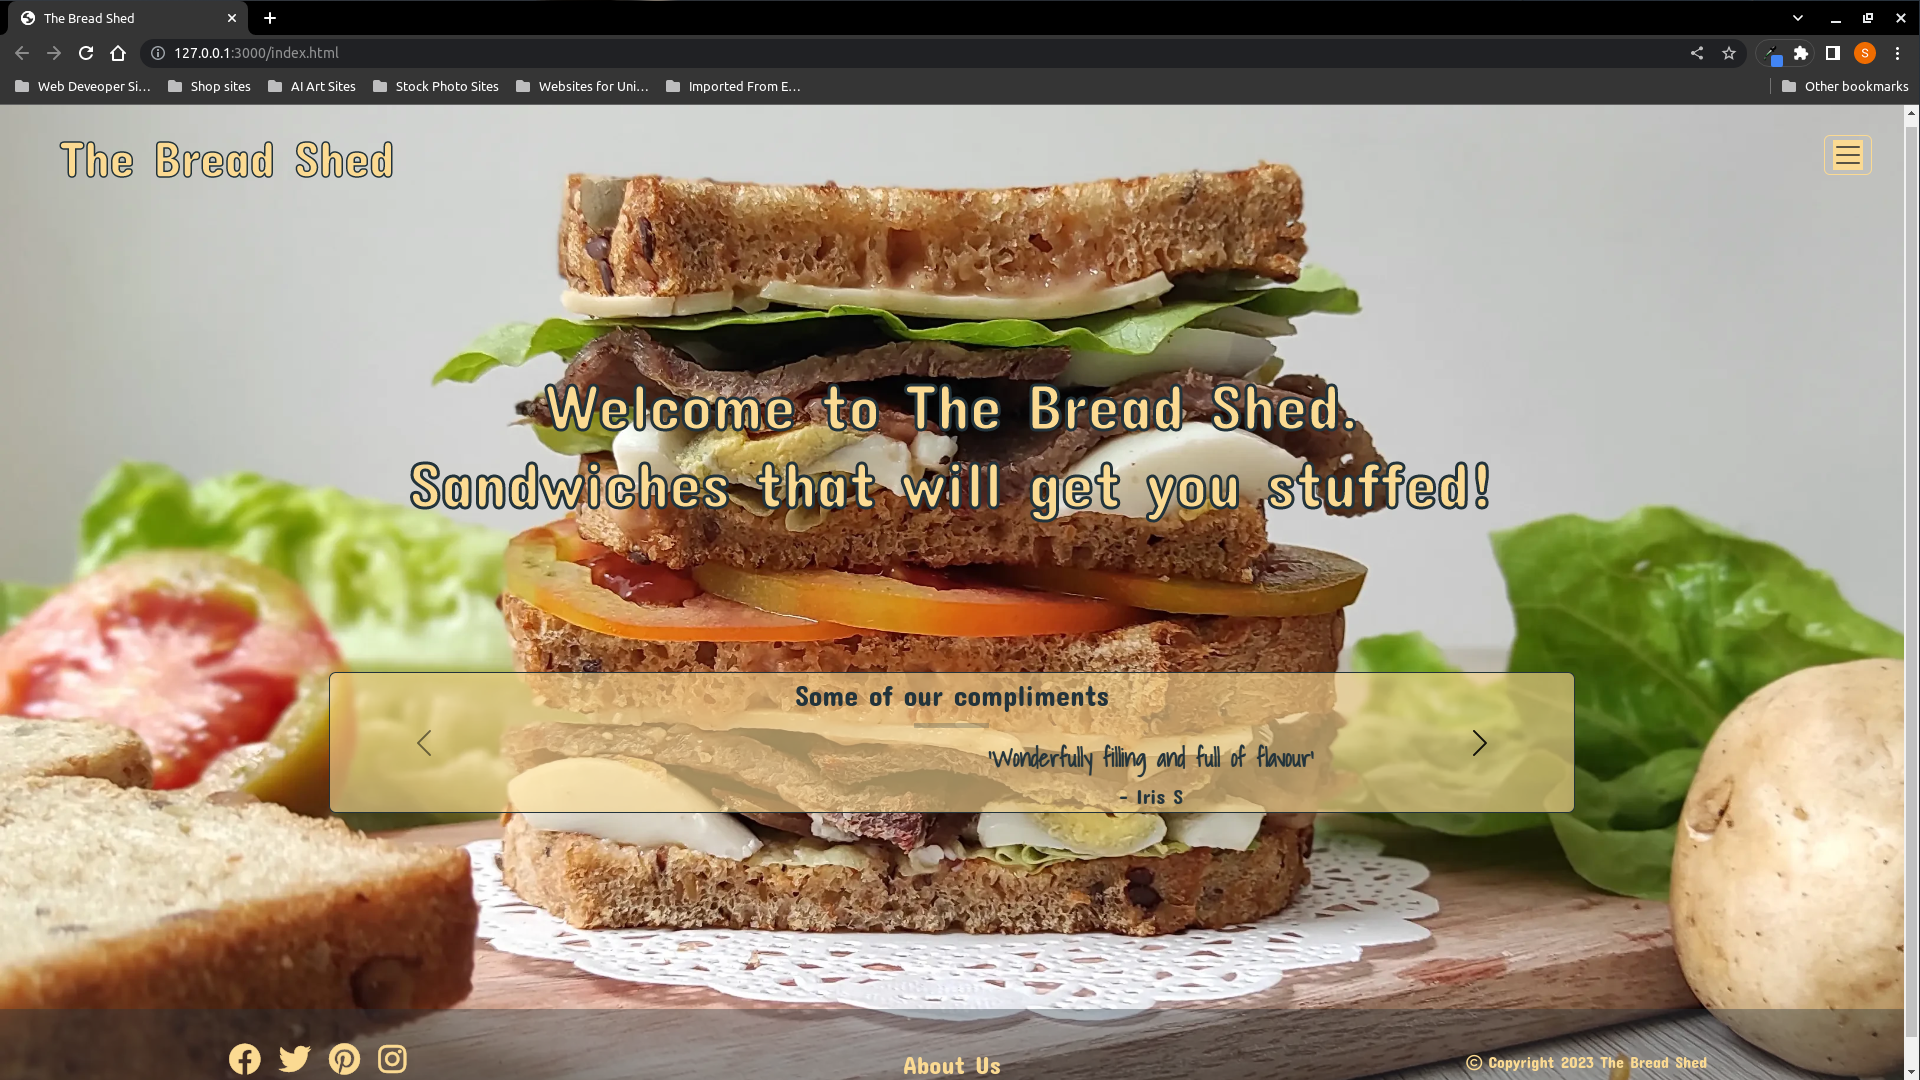 The Bread Shed
127.0.0.1:3000/index.html
Web Deveoper Si...
Shop sites
AI Art Sites
Stock Photo Sites
Websites for Uni...
Imported From E...
Other bookmarks
The Bread Shed
Welcome to The Bread Shed.
Sandwiches that will get you stuffed!
Some of our compliments
'Wonderfully filling and full of flavour'
- Iris S
About Us
© Copyright 2023 The Bread Shed
S